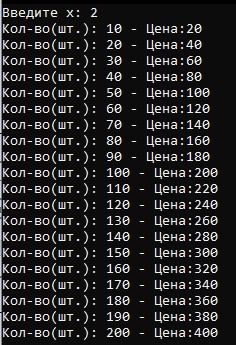 Введите x: 2
Кол-во(шт.): 10 - Цена:20
Кол-во(шт.): 20 - Цена:40
Кол-во(шт.): 30 - Цена:60
Кол-во(шт.): 40 - Цена:80
Кол-во(шт.): 50 - Цена:100
Кол-во(шт.): 60 - Цена:120
Кол-во(шт.): 70 - Цена:140
Кол-во(шт.): 80 - Цена:160
Кол-во(шт.): 90 - Цена:180
Кол-во(шт.): 100 - Цена:200
Кол-во(шт.): 110 - Цена:220
Кол-во(шт.): 120 - Цена:240
Кол-во(шт.): 130 - Цена:260
Кол-во(шт.): 140 - Цена:280
Кол-во(шт.): 150 - Цена:300
Кол-во(шт.): 160 - Цена:320
Кол-во(шт.): 170 - Цена:340
Кол-во(шт.): 180 - Цена:360
Кол-во(шт.): 190 - Цена:380
Кол-во(шт.): 200 - Цена:400